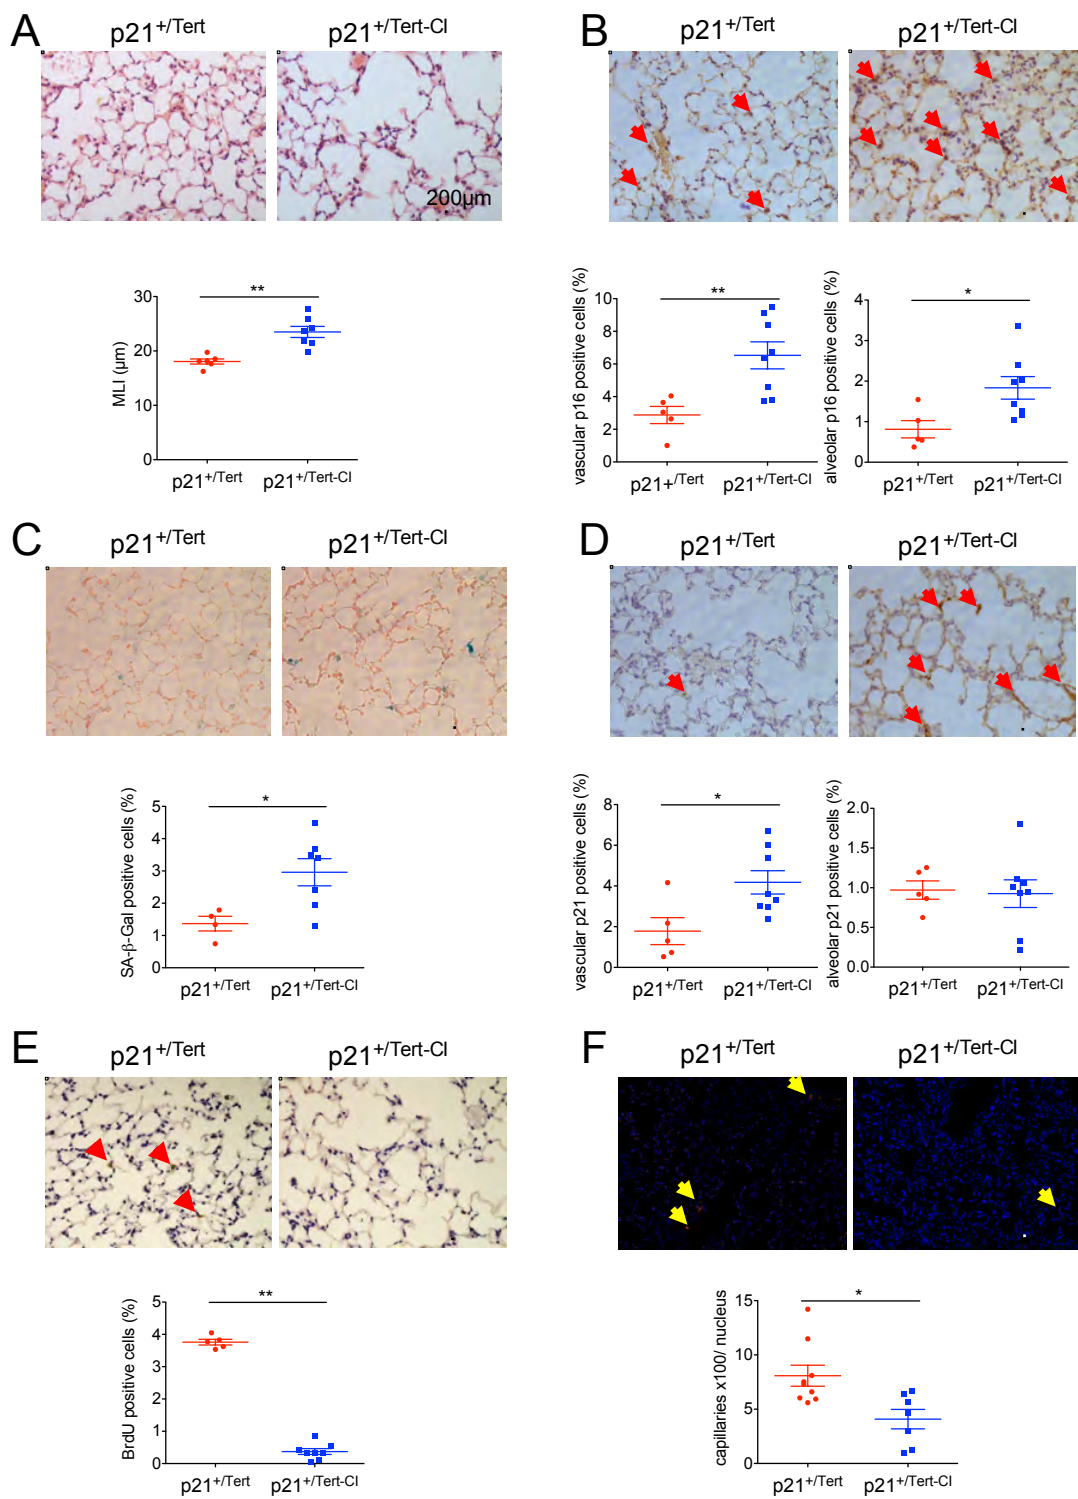 A
p21+/Tert
p21+/Tert-CI
200µm
MLI (µm)
30
20
10
0
**
p21+/Tert
p21+/Tert-CI
B
p21+/Tert
p21+/Tert-CI
vascular p16 positive cells (%)
10
8
6
4
2
0
**
p21+/Tert
p21+/Tert-CI
alveolar p16 positive cells (%)
4
3
2
1
0
*
p21+/Tert
p21+/Tert-CI
C
p21+/Tert
p21+/Tert-CI
SA-β-Gal positive cells (%)
5
4
3
2
1
0
*
p21+/Tert
p21+/Tert-CI
D
p21+/Tert
p21+/Tert-CI
vascular p21 positive cells (%)
8
6
4
2
0
*
p21+/Tert
p21+/Tert-CI
alveolar p21 positive cells (%)
2.0
1.5
1.0
0.5
0.0
p21+/Tert
p21+/Tert-CI
E
p21+/Tert
p21+/Tert-CI
BrdU positive cells (%)
5
4
3
2
1
0
**
p21+/Tert
p21+/Tert-CI
F
p21+/Tert
p21+/Tert-CI
capillaries x100/ nucleus
15
10
5
0
*
p21+/Tert
p21+/Tert-CI